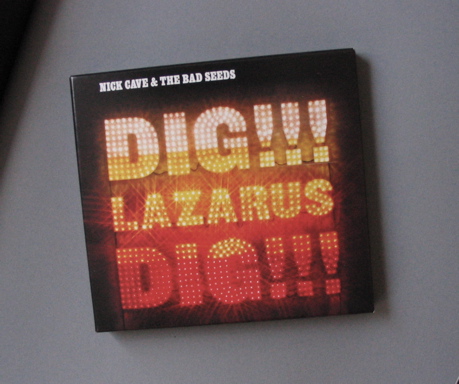 NICK CAVE & THE BAD SEEDS
DIG!!!
LAZARUS
DIG!!!